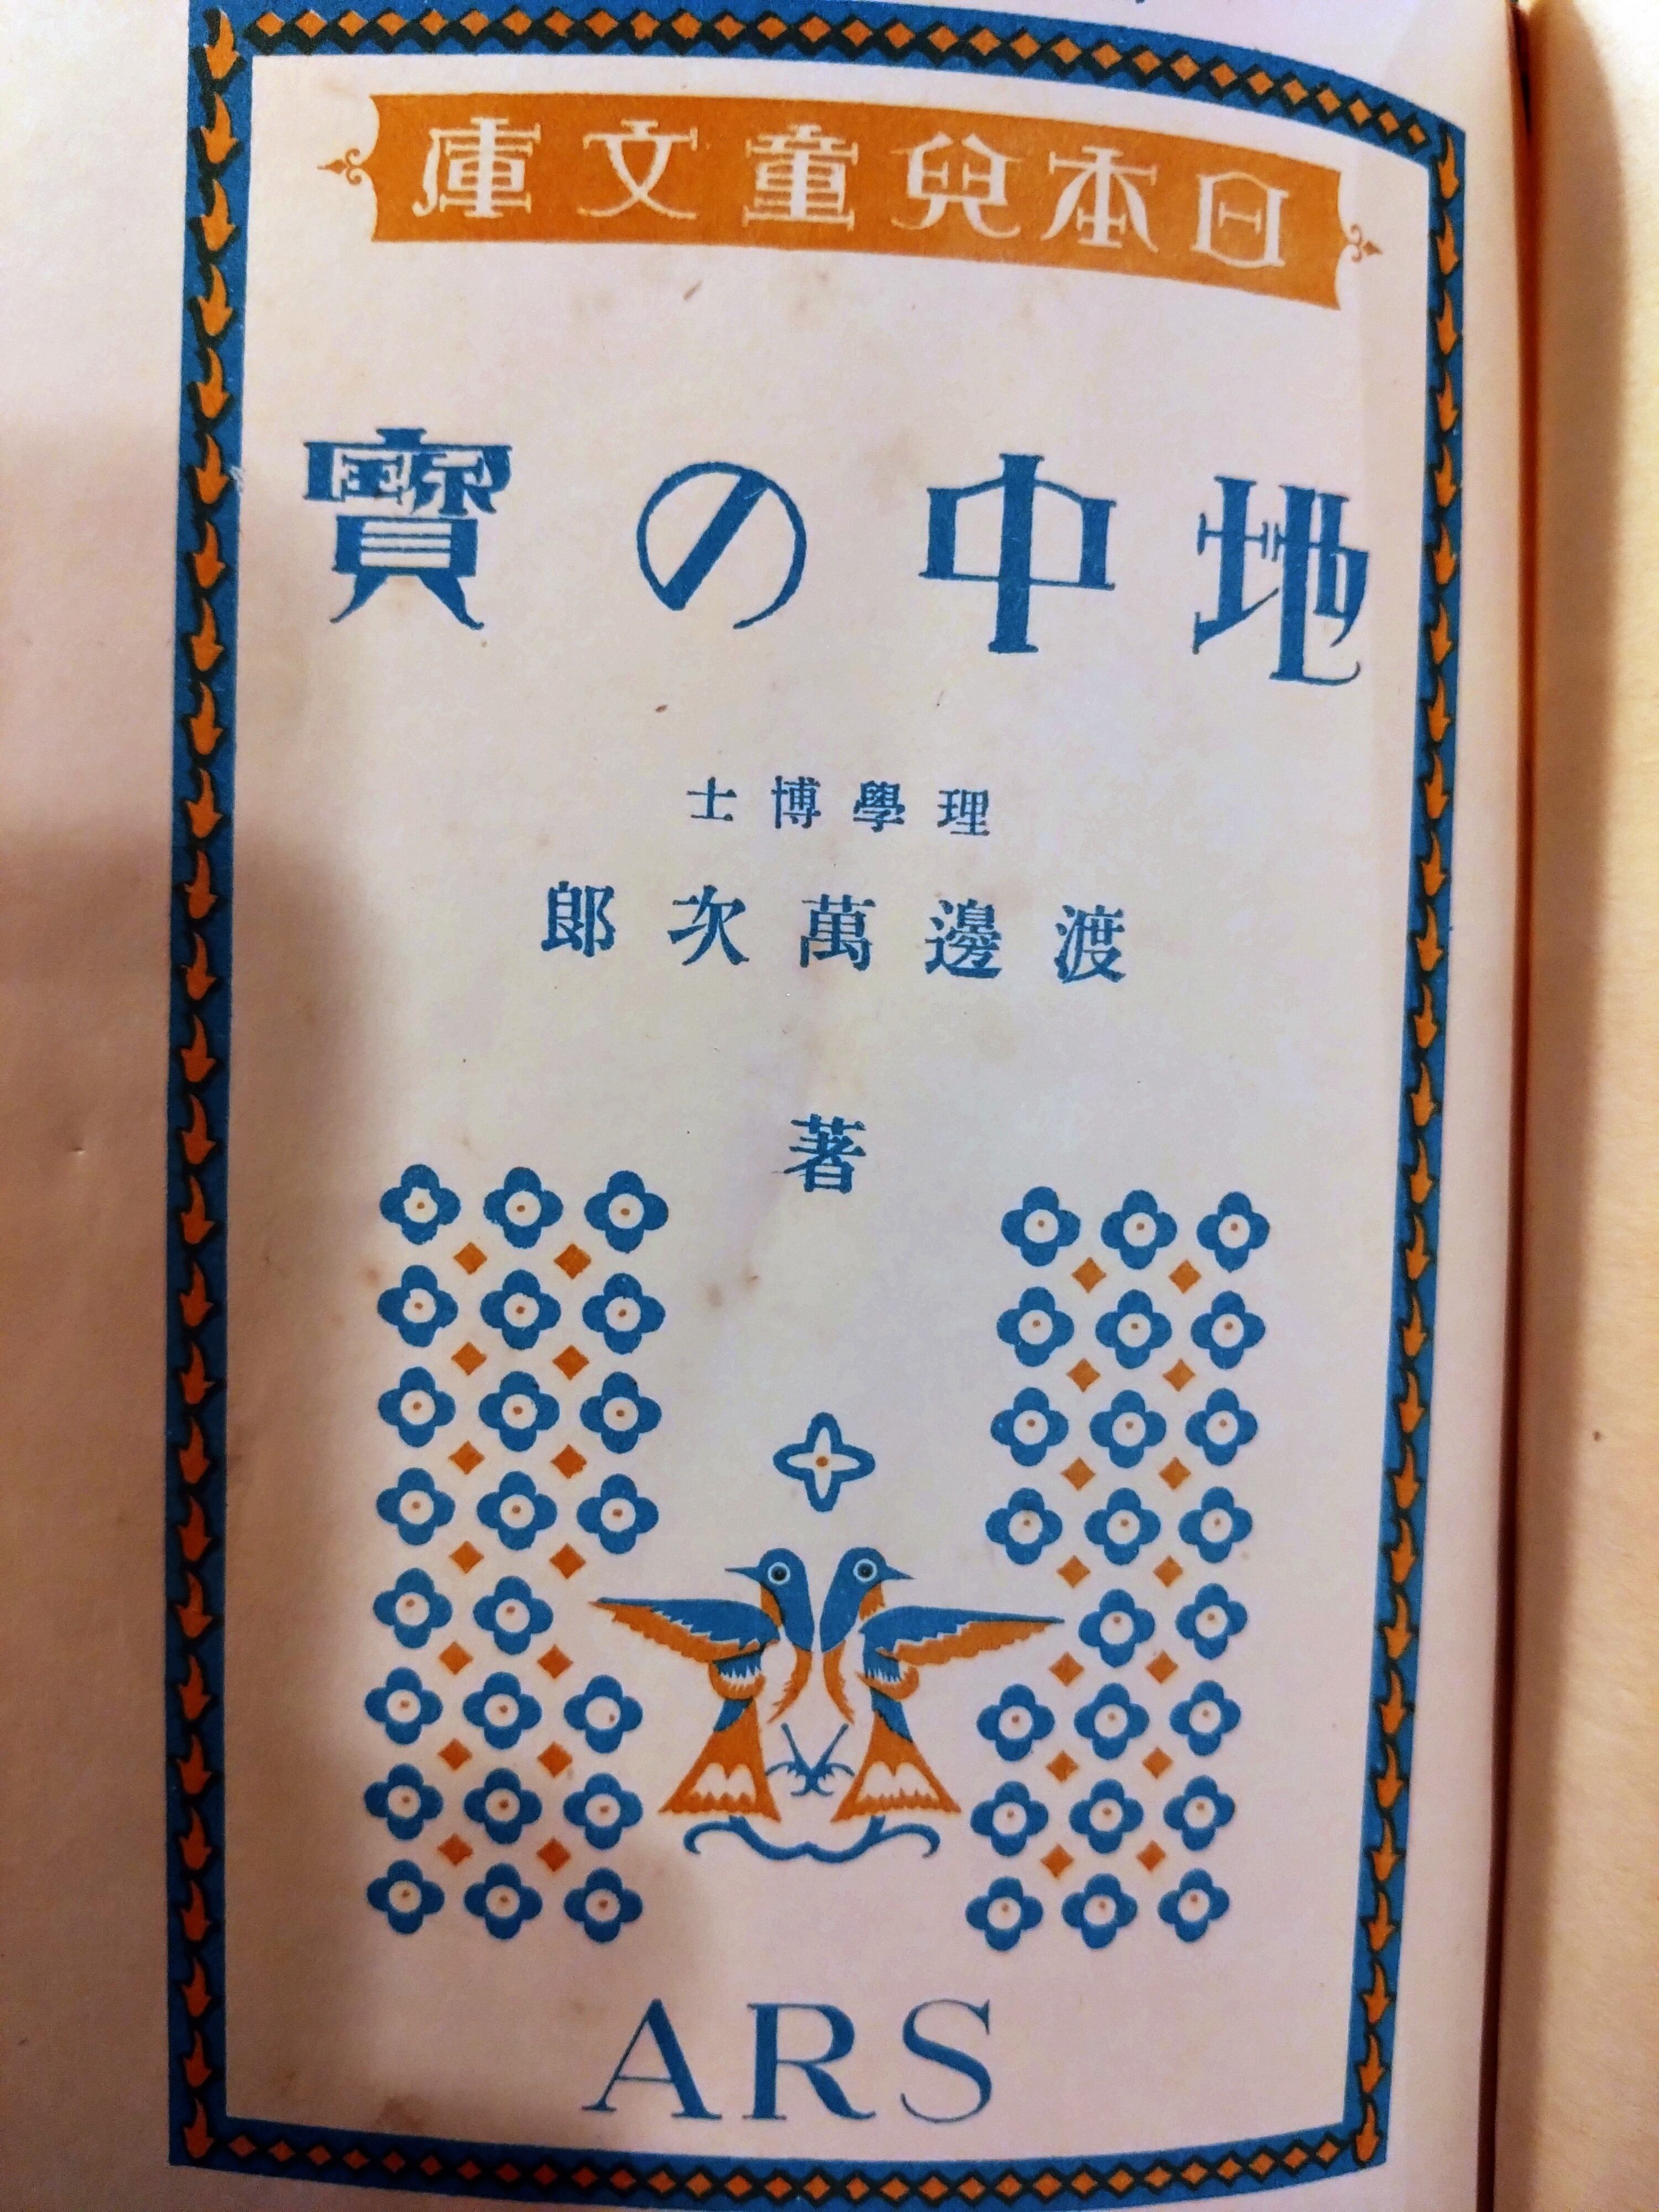 日本兒童文庫
地中の寶
理學博士
渡邊萬次郎
著
ARS